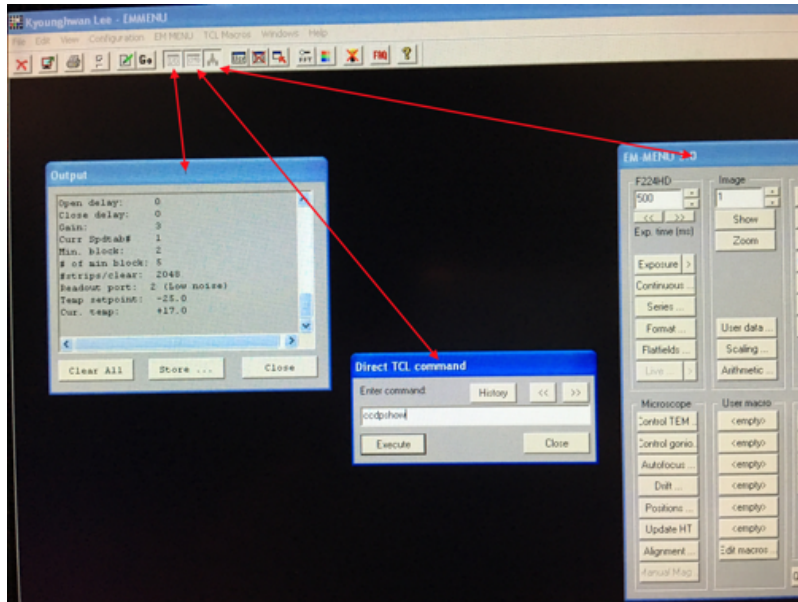 Kyounghwan Lee - EMMENU
File Edit View Configuration EM MENU TCL Macros Windows Help
G+
FFT
FAQ
?
Output
Open delay: 0
Close delay: 0
Gain: 3
Curr Spdtab# 1
Min. block: 2
# of min block: 5
#strips/clear: 2048
Readout port: 2 (Low noise)
Temp setpoint: -25.0
Cur. temp: +17.0
Clear All Store ... Close
Direct TCL command
Enter command: History << >>
ccdpshow
Execute Close
EM-MENU
F224HD
500
<< >>
Exp. time (ms)
Exposure >
Continuous ...
Series ...
Format ...
Flatfields ...
Live ... >
Image
1
Show
Zoom
User data ...
Scaling ...
Arithmetic ...
Microscope
Control TEM ..
Control gonio..
Autofocus ...
Drift ...
Positions ...
Update HT
Alignment ...
Manual Mag
User macro
<empty>
<empty>
<empty>
<empty>
<empty>
<empty>
Edit macros ..